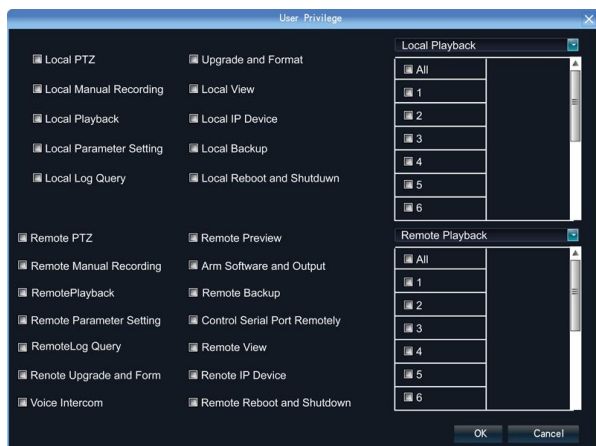 User Privilege
Local PTZ
Upgrade and Format
Local Manual Recording
Local View
Local Playback
Local IP Device
Local Parameter Setting
Local Backup
Local Log Query
Local Reboot and Shutduwn
Local Playback
All
1
2
3
4
5
6
Remote PTZ
Remote Preview
Remote Manual Recording
Arm Software and Output
RemotePlayback
Remote Backup
Remote Parameter Setting
Control Serial Port Remotely
RemoteLog Query
Remote View
Renote Upgrade and Form
Renote IP Device
Voice Intercom
Remote Reboot and Shutdown
Remote Playback
All
1
2
3
4
5
6
OK
Cancel